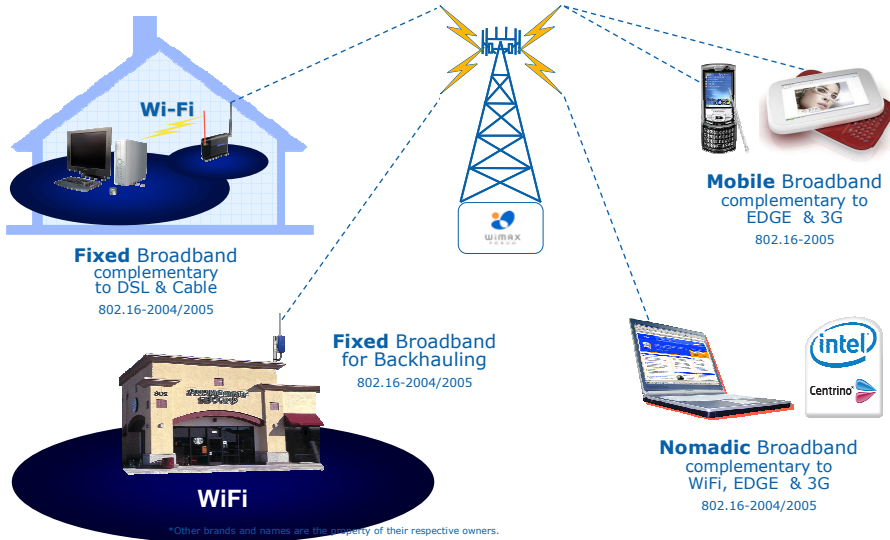 Wi-Fi
Fixed Broadband
complementary
to DSL & Cable
802.16-2004/2005
WiMAX
FORUM
Mobile Broadband
complementary to
EDGE & 3G
802.16-2005
Fixed Broadband
for Backhauling
802.16-2004/2005
802
WiFi
intel
Centrino
Nomadic Broadband
complementary to
WiFi, EDGE & 3G
802.16-2004/2005
*Other brands and names are the property of their respective owners.